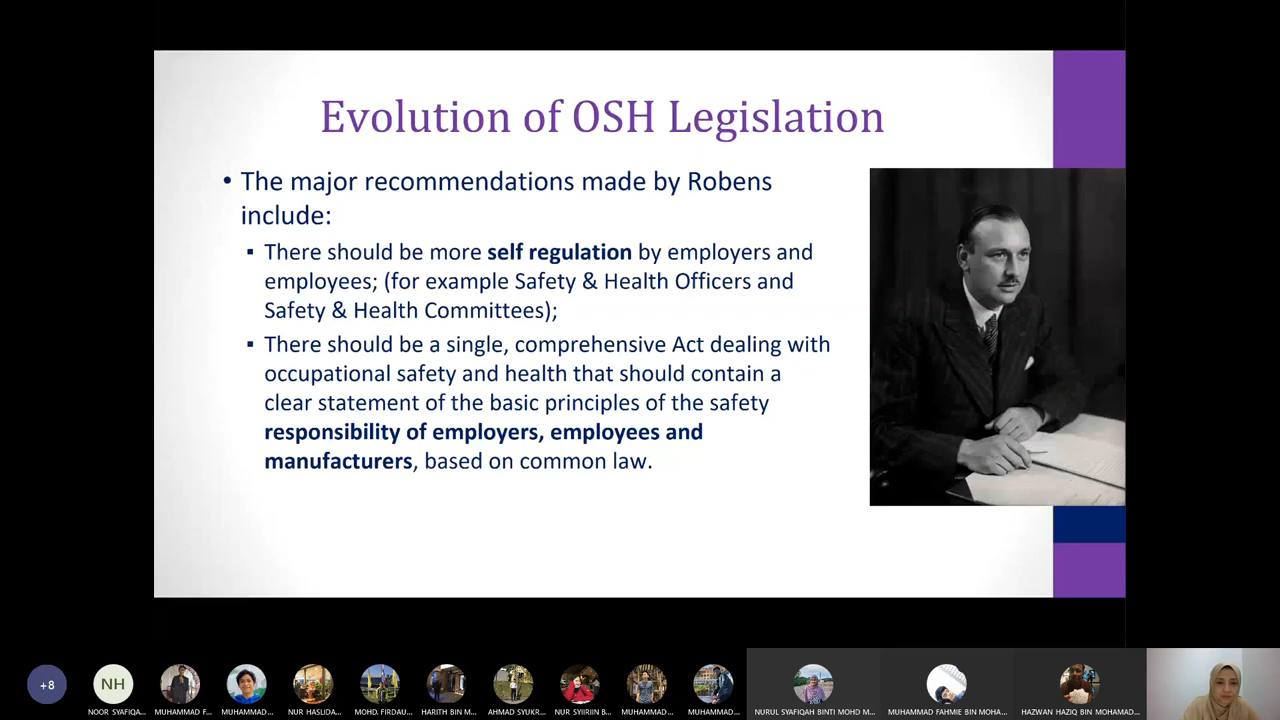 Evolution of OSH Legislation
• The major recommendations made by Robens
include:
▪ There should be more self regulation by employers and
employees; (for example Safety & Health Officers and
Safety & Health Committees);
▪ There should be a single, comprehensive Act dealing with
occupational safety and health that should contain a
clear statement of the basic principles of the safety
responsibility of employers, employees and
manufacturers, based on common law.
+8
NH
NOOR SYAFIQA...
MUHAMMAD F...
MUHAMMAD ...
NUR HASLIDA...
MOHD. FIRDAU...
HARITH BIN M...
AHMAD SYUKR...
NUR SYIIRIIN B...
MUHAMMAD ...
MUHAMMAD ...
NURUL SYAFIQAH BINTI MOHD M...
MUHAMMAD FAHMIE BIN MOHA...
HAZWAN HAZIQ BIN MOHAMAD...